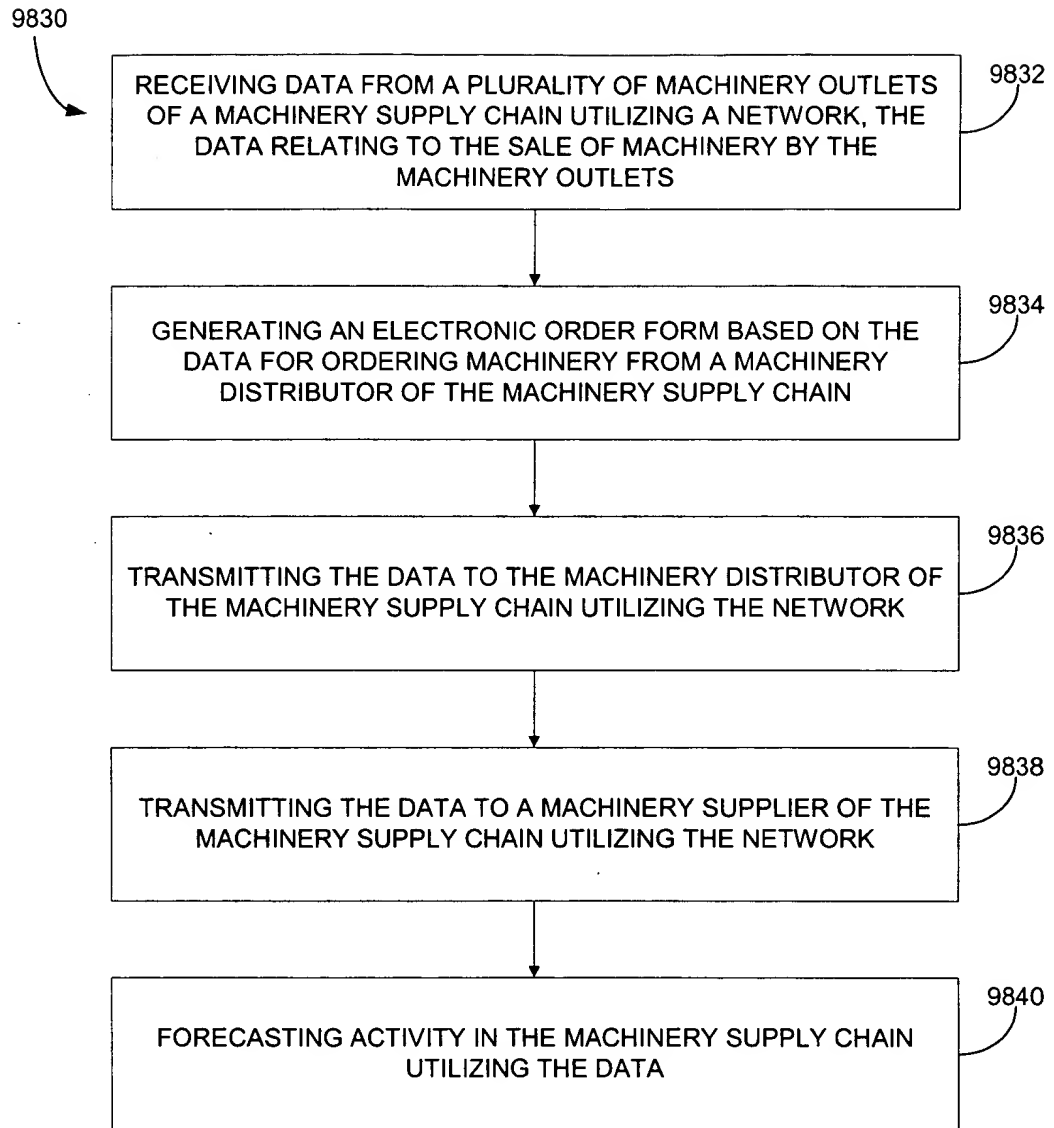 9830
RECEIVING DATA FROM A PLURALITY OF MACHINERY OUTLETS
OF A MACHINERY SUPPLY CHAIN UTILIZING A NETWORK, THE
DATA RELATING TO THE SALE OF MACHINERY BY THE
MACHINERY OUTLETS
9832
GENERATING AN ELECTRONIC ORDER FORM BASED ON THE
DATA FOR ORDERING MACHINERY FROM A MACHINERY
DISTRIBUTOR OF THE MACHINERY SUPPLY CHAIN
9834
TRANSMITTING THE DATA TO THE MACHINERY DISTRIBUTOR OF
THE MACHINERY SUPPLY CHAIN UTILIZING THE NETWORK
9836
TRANSMITTING THE DATA TO A MACHINERY SUPPLIER OF THE
MACHINERY SUPPLY CHAIN UTILIZING THE NETWORK
9838
FORECASTING ACTIVITY IN THE MACHINERY SUPPLY CHAIN
UTILIZING THE DATA
9840